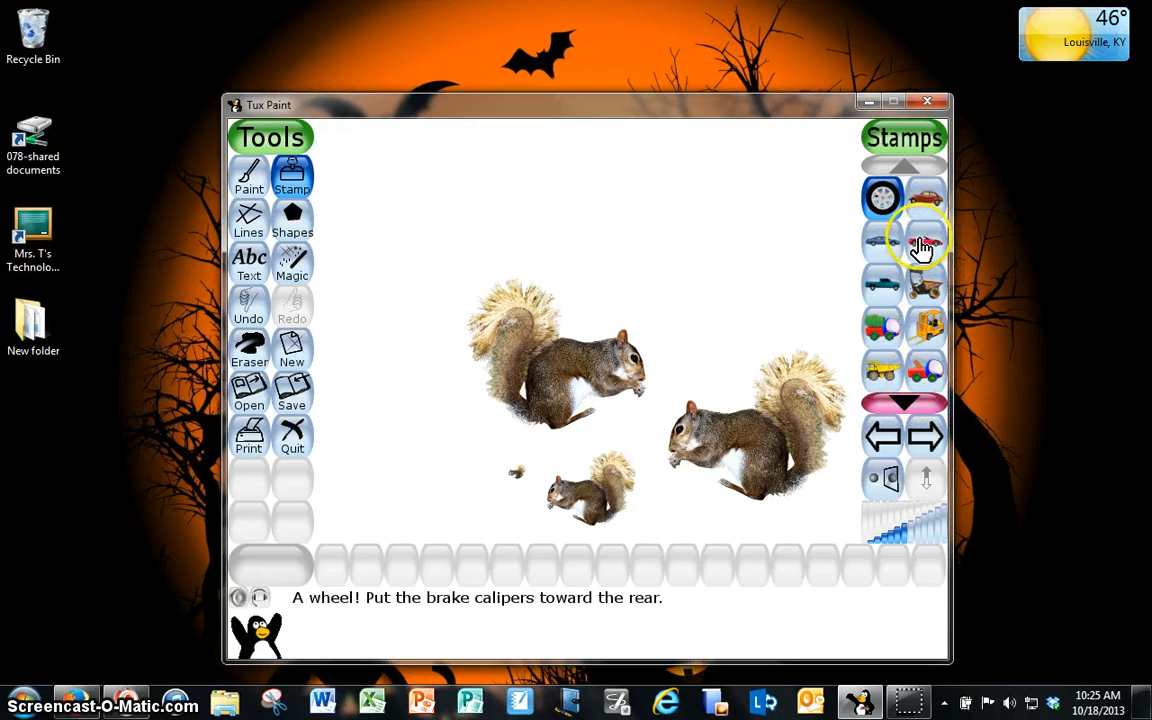 Recycle Bin
078-shared
documents
Mrs. T's
Technolo...
New folder
46°
Louisville, KY
Tux Paint
Tools
Paint
Stamp
Lines
Shapes
Abc
Text
Magic
Undo
Redo
Eraser
New
Open
Save
Print
Quit
Stamps
A wheel! Put the brake calipers toward the rear.
10:25 AM
10/18/2013
Screencast-O-Matic.com